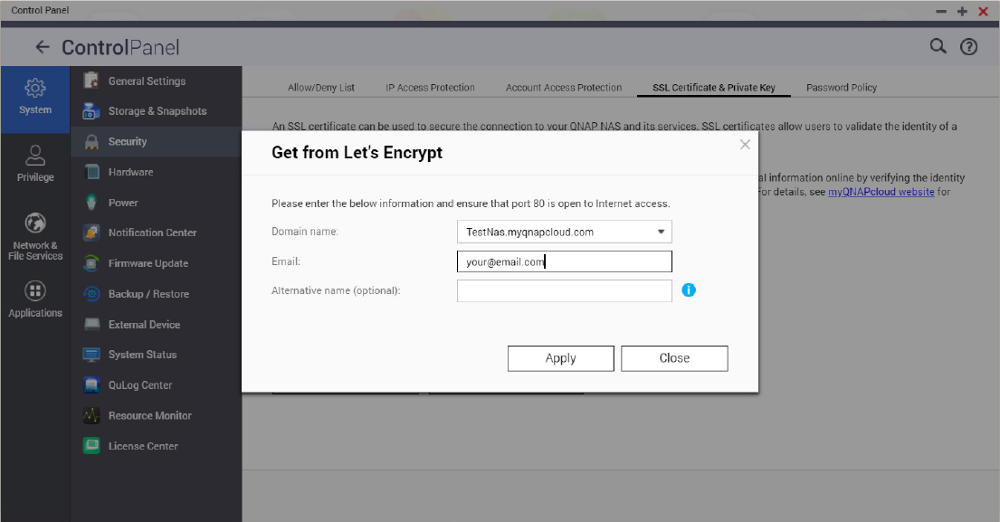 Control Panel
ControlPanel
System
Privilege
Network &
File Services
Applications
General Settings
Storage & Snapshots
Security
Hardware
Power
Notification Center
Firmware Update
Backup / Restore
External Device
System Status
QuLog Center
Resource Monitor
License Center
Allow/Deny List IP Access Protection Account Access Protection SSL Certificate & Private Key Password Policy
An SSL certificate can be used to secure the connection to your QNAP NAS and its services. SSL certificates allow users to validate the identity of a
al information online by verifying the identity
For details, see myQNAPcloud website for
Get from Let's Encrypt
Please enter the below information and ensure that port 80 is open to Internet access.
Domain name: TestNas.myqnapcloud.com
Email: your@email.com
Alternative name (optional):
Apply Close